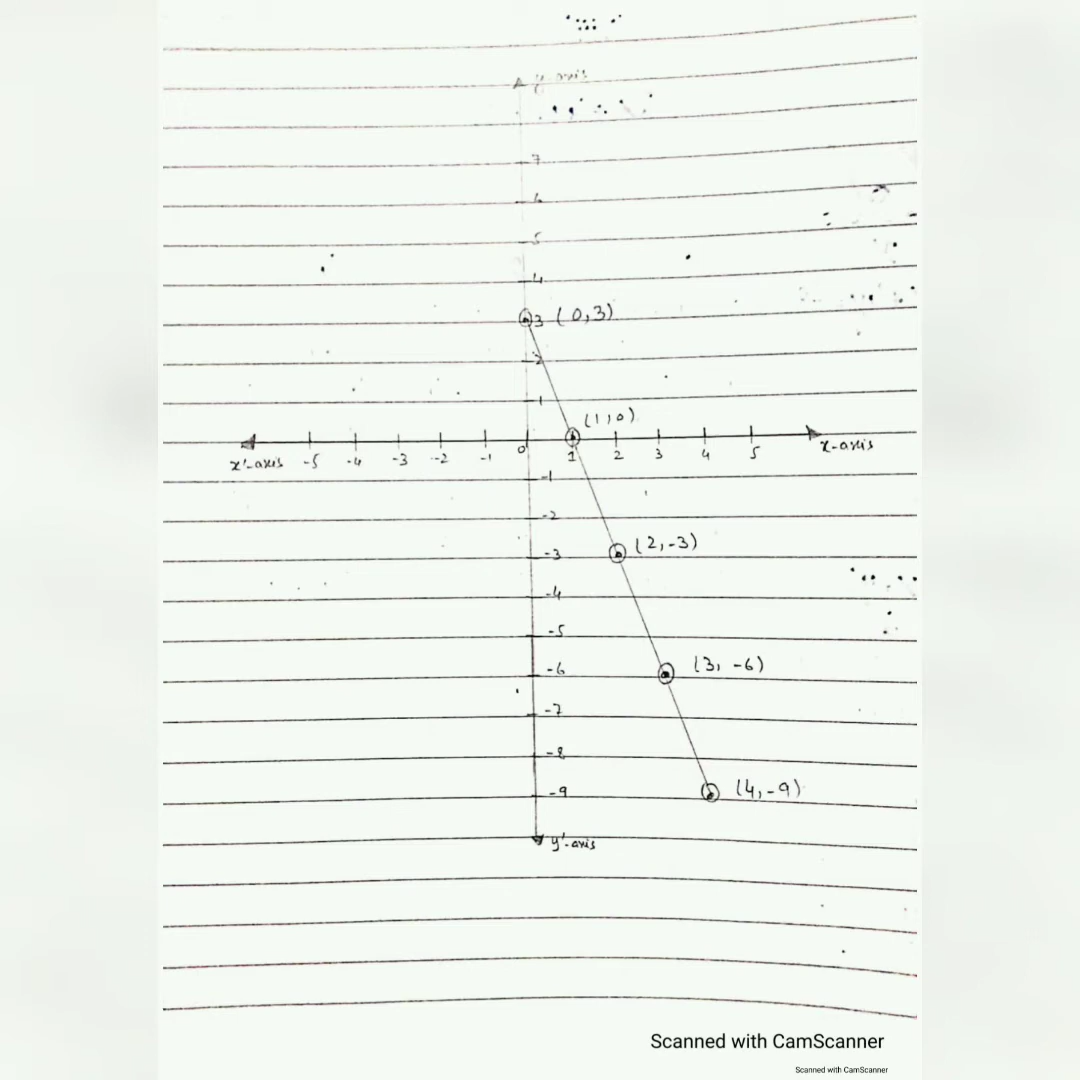 y-axis
7
6
5
4
3 (0,3)
2
1
(1,0)
x'-axis -5 -4 -3 -2 -1 0 1 2 3 4 5 x-axis
-1
-2
-3 (2,-3)
-4
-5
-6 (3, -6)
-7
-8
-9 (4,-9)
y'-axis
Scanned with CamScanner
Scanned with CamScanner